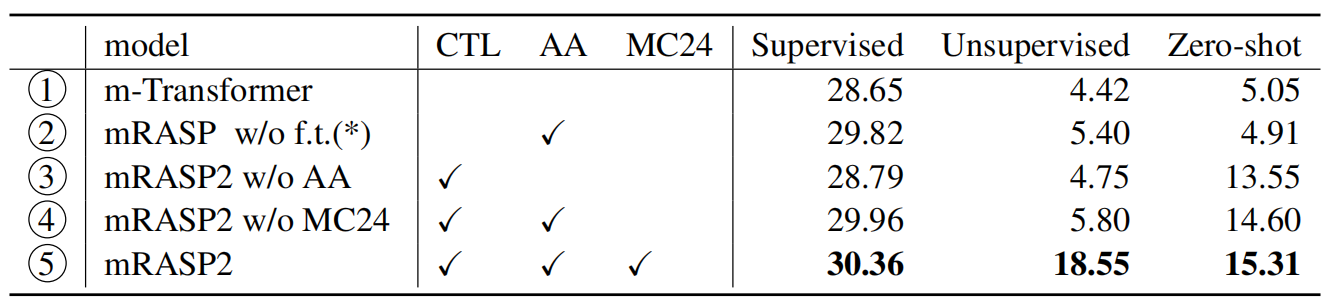 model CTL AA MC24 Supervised Unsupervised Zero-shot
① m-Transformer 28.65 4.42 5.05
② mRASP w/o f.t.(*) ✓ 29.82 5.40 4.91
③ mRASP2 w/o AA ✓ 28.79 4.75 13.55
④ mRASP2 w/o MC24 ✓ ✓ 29.96 5.80 14.60
⑤ mRASP2 ✓ ✓ ✓ 30.36 18.55 15.31